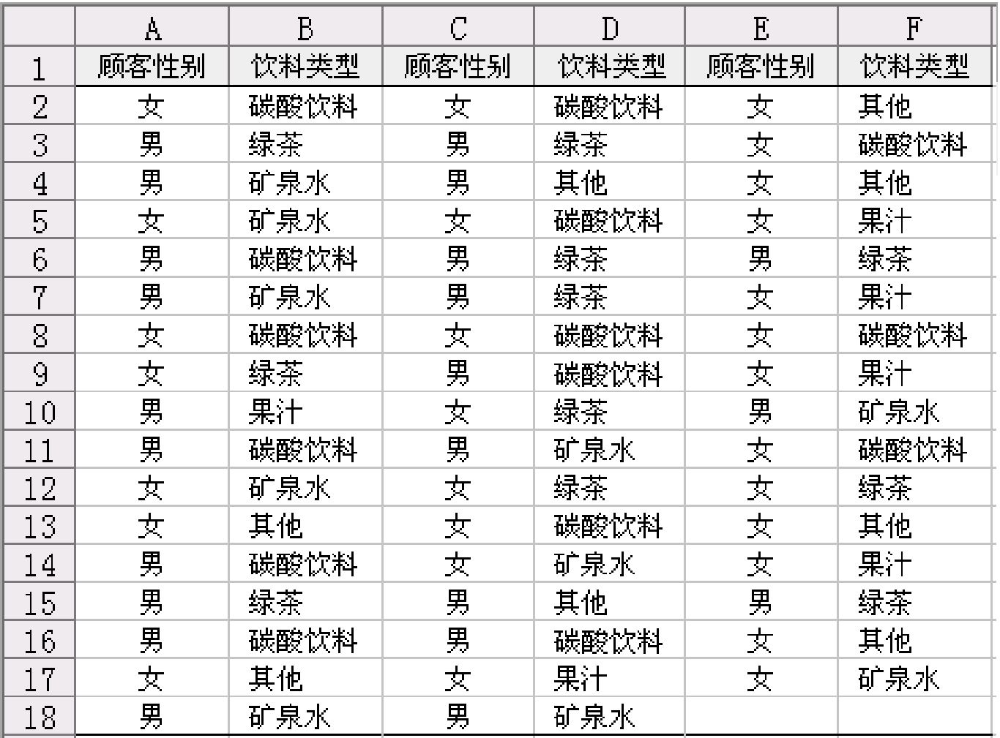 A B C D E F
1 顾客性别 饮料类型 顾客性别 饮料类型 顾客性别 饮料类型
2 女 碳酸饮料 女 碳酸饮料 女 其他
3 男 绿茶 男 绿茶 女 碳酸饮料
4 男 矿泉水 男 其他 女 其他
5 女 矿泉水 女 碳酸饮料 女 果汁
6 男 碳酸饮料 男 绿茶 男 绿茶
7 男 矿泉水 男 绿茶 女 果汁
8 女 碳酸饮料 女 碳酸饮料 女 碳酸饮料
9 女 绿茶 男 碳酸饮料 女 果汁
10 男 果汁 女 绿茶 男 矿泉水
11 男 碳酸饮料 男 矿泉水 女 碳酸饮料
12 女 矿泉水 女 绿茶 女 绿茶
13 女 其他 女 碳酸饮料 女 其他
14 男 碳酸饮料 女 矿泉水 女 果汁
15 男 绿茶 男 其他 男 绿茶
16 男 碳酸饮料 男 碳酸饮料 女 其他
17 女 其他 女 果汁 女 矿泉水
18 男 矿泉水 男 矿泉水